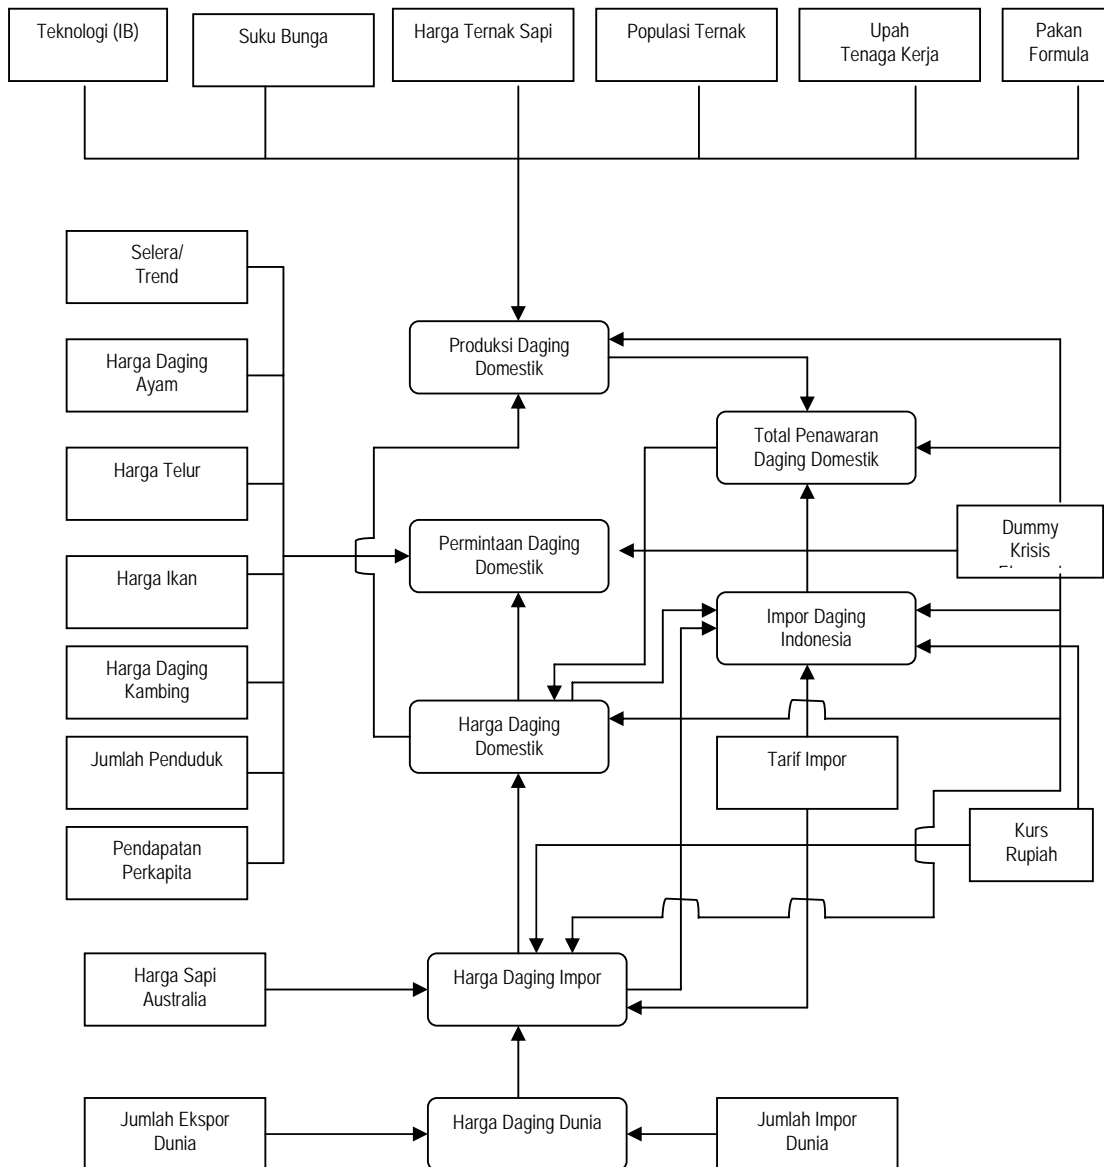 Teknologi (IB)
Suku Bunga
Harga Ternak Sapi
Populasi Ternak
Upah
Tenaga Kerja
Pakan
Formula
Selera/
Trend
Harga Daging
Ayam
Harga Telur
Harga Ikan
Harga Daging
Kambing
Jumlah Penduduk
Pendapatan
Perkapita
Produksi Daging
Domestik
Total Penawaran
Daging Domestik
Permintaan Daging
Domestik
Dummy
Krisis
Impor Daging
Indonesia
Harga Daging
Domestik
Tarif Impor
Kurs
Rupiah
Harga Sapi
Australia
Harga Daging Impor
Jumlah Ekspor
Dunia
Harga Daging Dunia
Jumlah Impor
Dunia